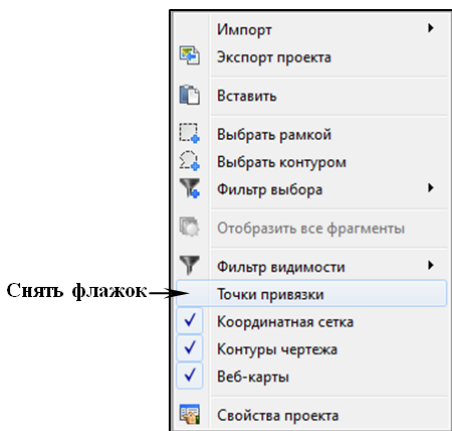 Импорт
Экспорт проекта
Вставить
Выбрать рамкой
Выбрать контуром
Фильтр выбора
Отобразить все фрагменты
Фильтр видимости
Снять флажок
Точки привязки
Координатная сетка
Контуры чертежа
Веб-карты
Свойства проекта